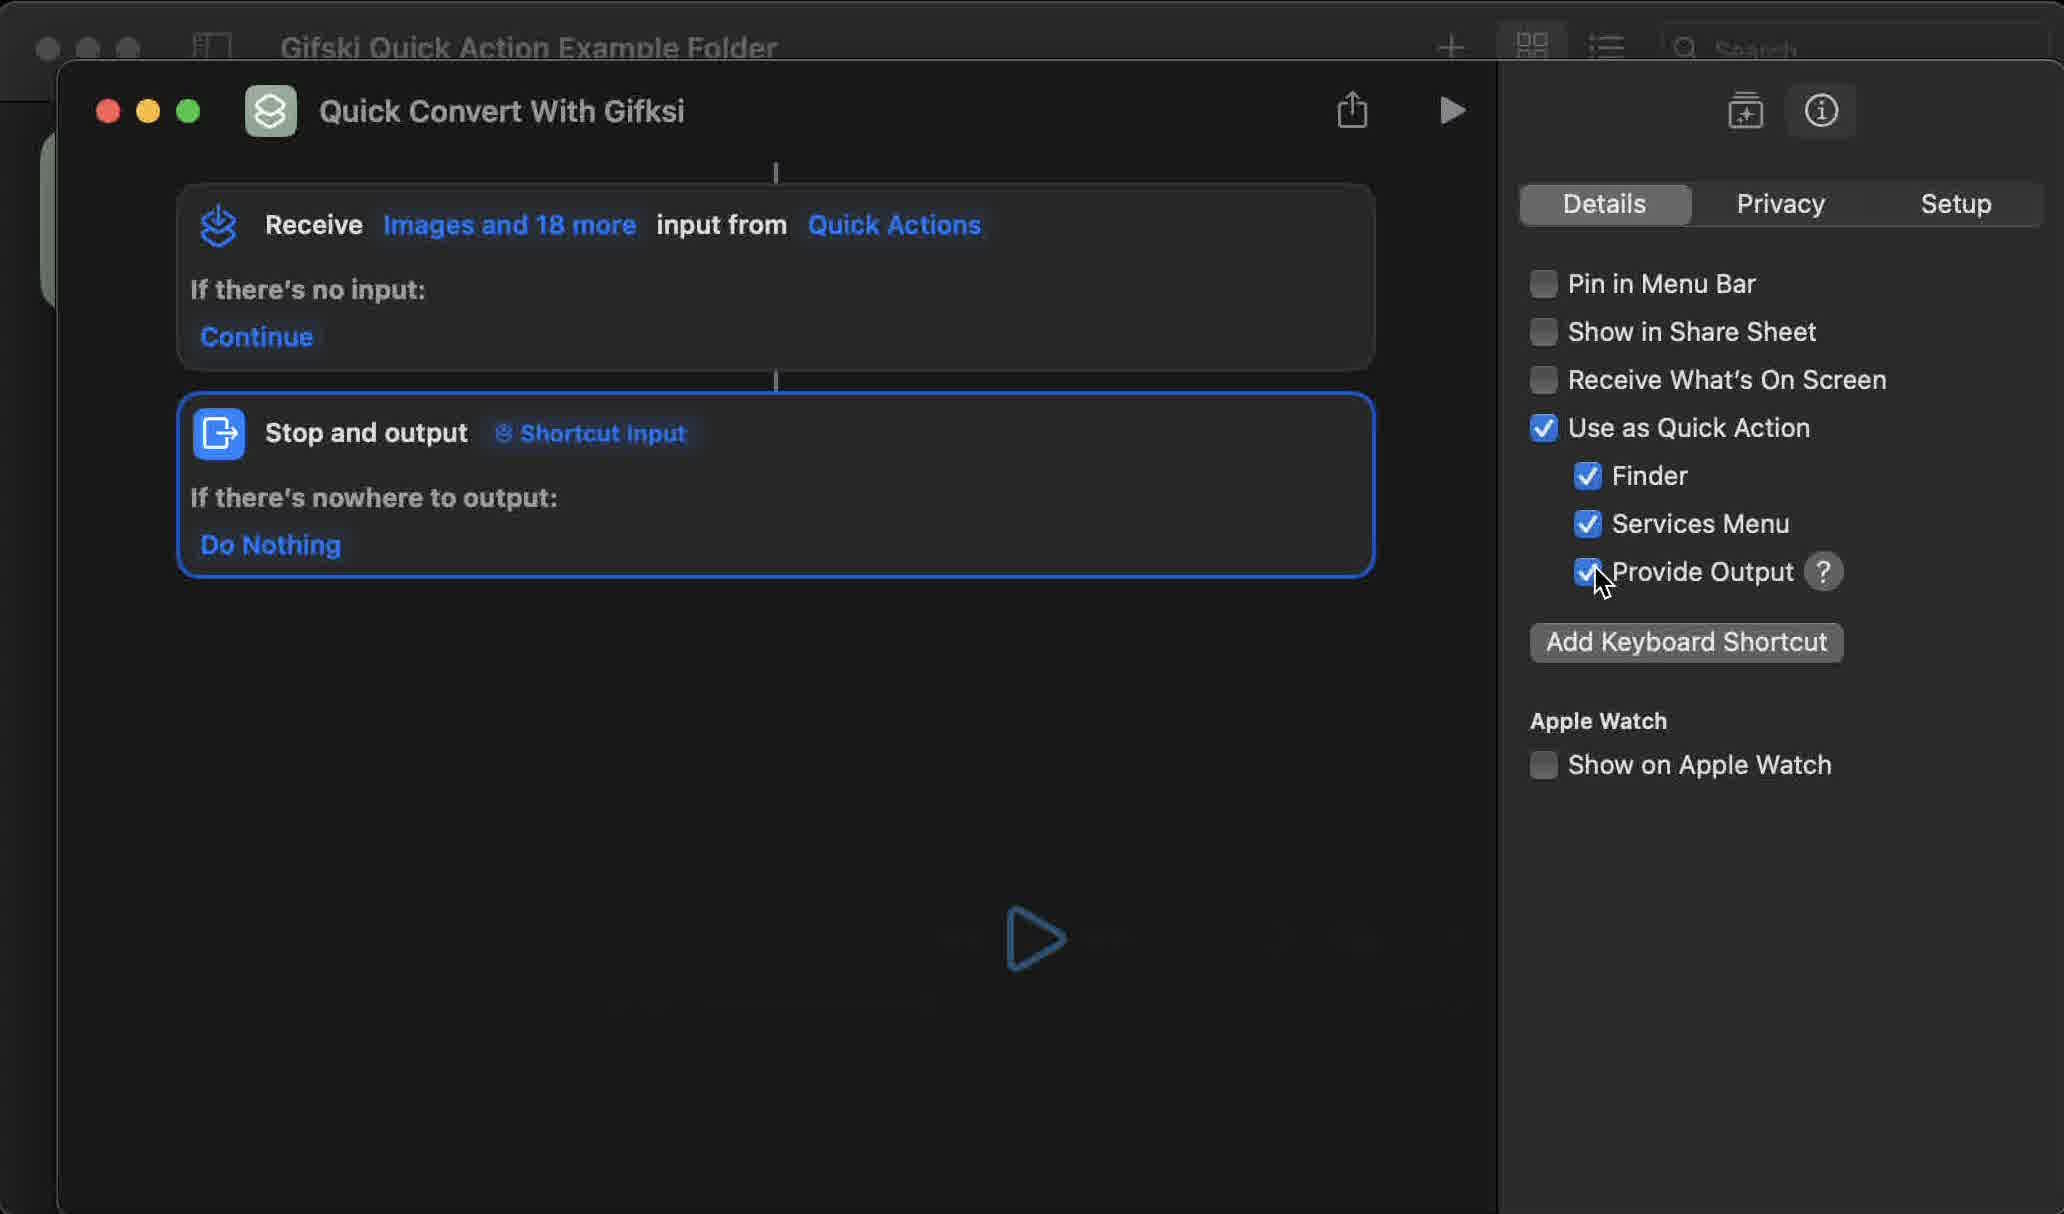 Gifski Quick Action Example Folder
Search
Quick Convert With Gifksi
Receive Images and 18 more input from Quick Actions
If there's no input:
Continue
Stop and output Shortcut Input
If there's nowhere to output:
Do Nothing
Details Privacy Setup
Pin in Menu Bar
Show in Share Sheet
Receive What's On Screen
Use as Quick Action
Finder
Services Menu
Provide Output ?
Add Keyboard Shortcut
Apple Watch
Show on Apple Watch